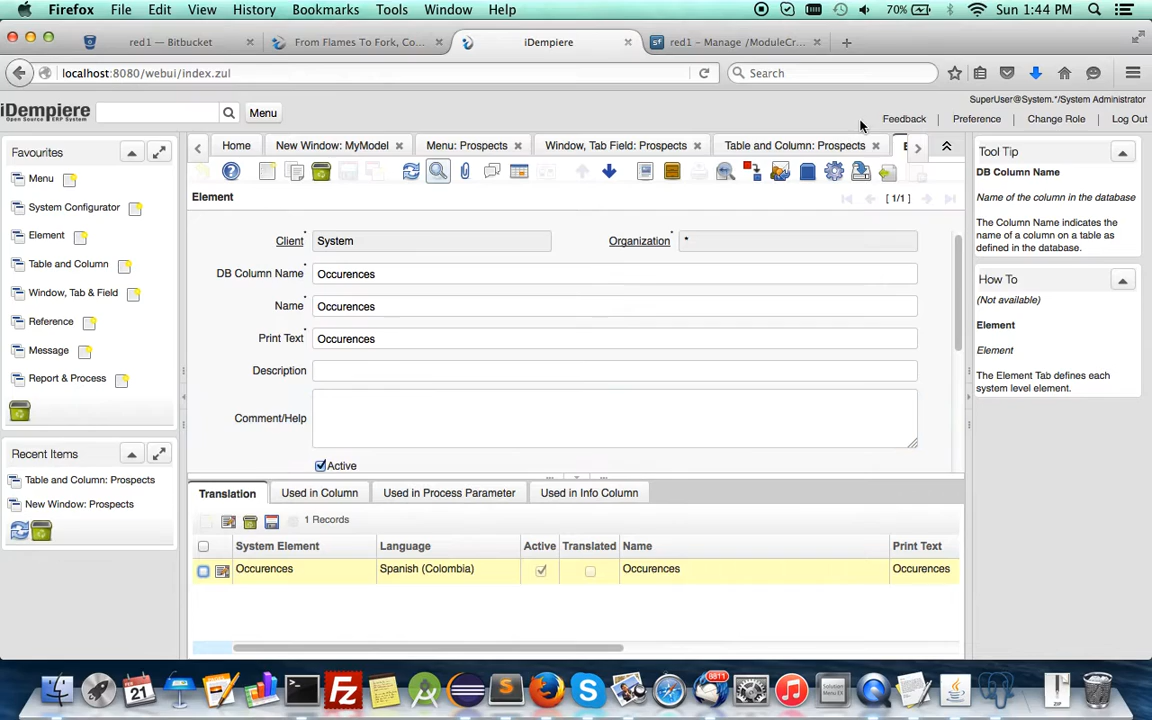 Firefox File Edit View History Bookmarks Tools Window Help 70% Sun 1:44 PM
red1 — Bitbucket From Flames To Fork, Co... iDempiere red1 - Manage /ModuleCr...
localhost:8080/webui/index.zul Search
SuperUser@System.*/System Administrator
iDempiere Menu
Open Source ERP System
Feedback Preference Change Role Log Out
Favourites
Menu
System Configurator
Element
Table and Column
Window, Tab & Field
Reference
Message
Report & Process
Recent Items
Table and Column: Prospects
New Window: Prospects
Home New Window: MyModel Menu: Prospects Window, Tab Field: Prospects Table and Column: Prospects
Element [ 1/1 ]
Client System Organization *
DB Column Name Occurences
Name Occurences
Print Text Occurences
Description
Comment/Help
Active
Translation Used in Column Used in Process Parameter Used in Info Column
1 Records
System Element Language Active Translated Name Print Text
Occurences Spanish (Colombia) Occurences Occurences
Tool Tip
DB Column Name
Name of the column in the database
The Column Name indicates
the name of a column on a table as
defined in the database.
How To
(Not available)
Element
Element
The Element Tab defines each
system level element.
9811